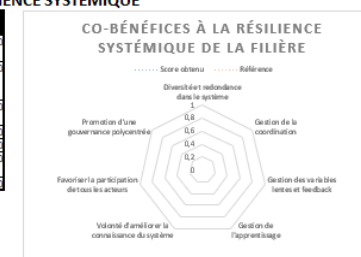 IENCE SYSTÉMIQUE
CO-BÉNÉFICES À LA RÉSILIENCE
SYSTÉMIQUE DE LA FILIÈRE
Score obtenu Référence
Diversité et redondance
dans le système
1
0,8
0,6
0,4
0,2
0
Promotion d'une
gouvernance polycentrée
Gestion de la
coordination
Favoriser la participation
de tous les acteurs
Gestion des variables
lentes et feedback
Volonté d'améliorer la
connaissance du système
Gestion de
l'apprentissage